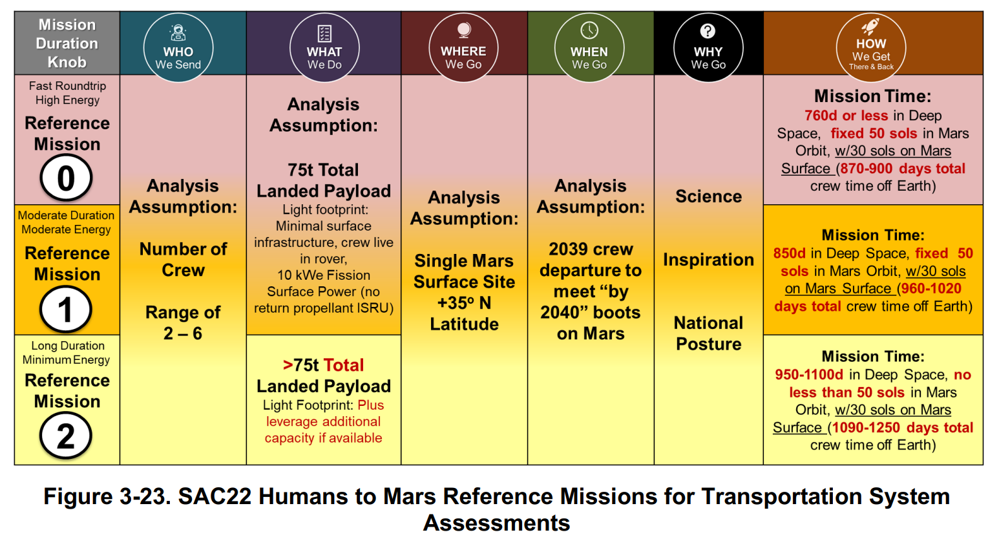 Mission
Duration
Knob
WHO
We Send
WHAT
We Do
WHERE
We Go
WHEN
We Go
WHY
We Go
HOW
We Get
There & Back
Fast Roundtrip
High Energy
Reference
Mission
0
Moderate Duration
Moderate Energy
Reference
Mission
1
Long Duration
Minimum Energy
Reference
Mission
2
Analysis
Assumption:
Number of
Crew
Range of
2 – 6
Analysis
Assumption:
75t Total
Landed Payload
Light footprint:
Minimal surface
infrastructure, crew live
in rover,
10 kWe Fission
Surface Power (no
return propellant ISRU)
>75t Total
Landed Payload
Light Footprint: Plus
leverage additional
capacity if available
Analysis
Assumption:
Single Mars
Surface Site
+35º N
Latitude
Analysis
Assumption:
2039 crew
departure to
meet “by
2040” boots
on Mars
Science
Inspiration
National
Posture
Mission Time:
760d or less in Deep
Space, fixed 50 sols in Mars
Orbit, w/30 sols on Mars
Surface (870-900 days total
crew time off Earth)
Mission Time:
850d in Deep Space, fixed 50
sols in Mars Orbit, w/30 sols
on Mars Surface (960-1020
days total crew time off Earth)
Mission Time:
950-1100d in Deep Space, no
less than 50 sols in Mars
Orbit, w/30 sols on Mars
Surface (1090-1250 days total
crew time off Earth)
Figure 3-23. SAC22 Humans to Mars Reference Missions for Transportation System
Assessments